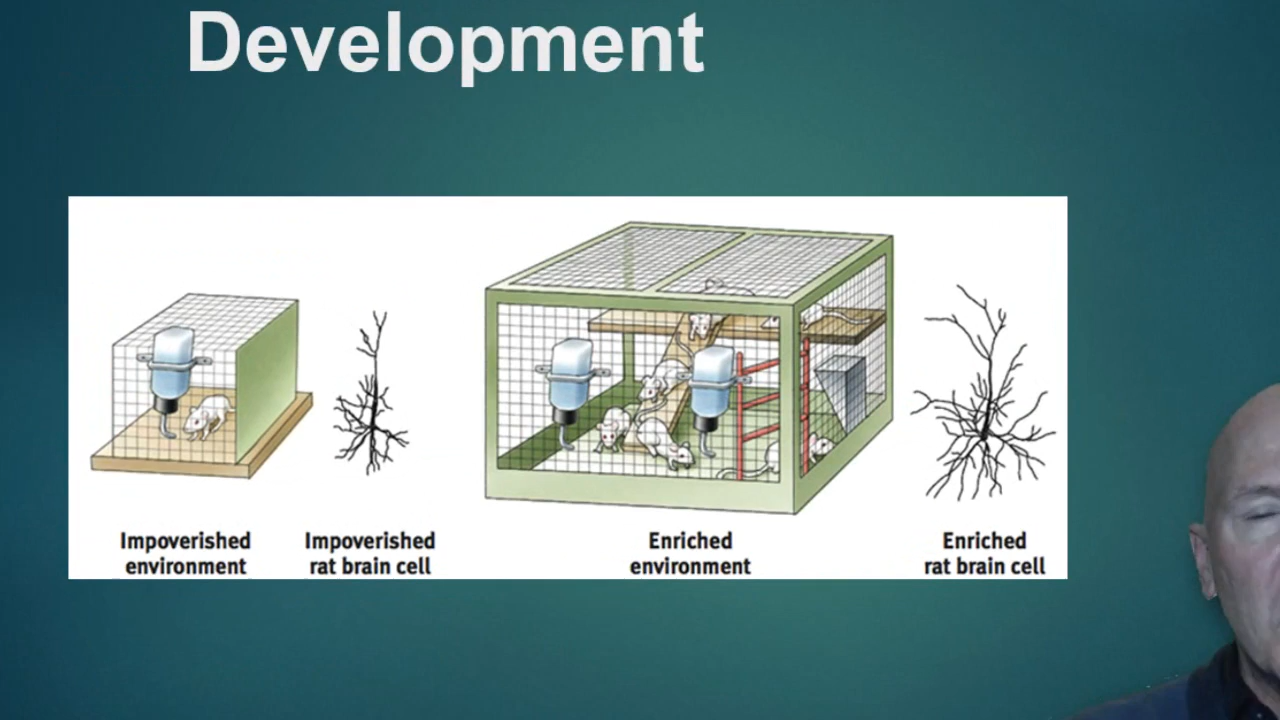 Development
Impoverished
environment
Impoverished
rat brain cell
Enriched
environment
Enriched
rat brain cell